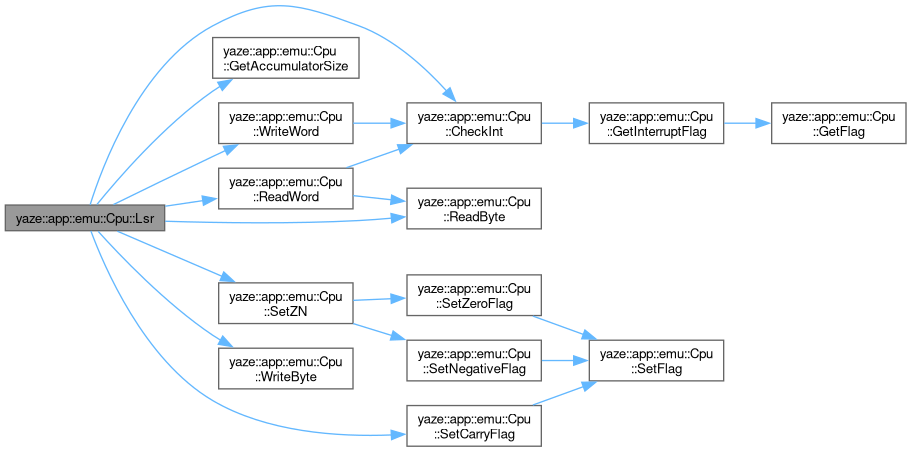 yaze::app::emu::Cpu::Lsr
yaze::app::emu::Cpu
::GetAccumulatorSize
yaze::app::emu::Cpu
::WriteWord
yaze::app::emu::Cpu
::ReadWord
yaze::app::emu::Cpu
::SetZN
yaze::app::emu::Cpu
::WriteByte
yaze::app::emu::Cpu
::CheckInt
yaze::app::emu::Cpu
::ReadByte
yaze::app::emu::Cpu
::SetZeroFlag
yaze::app::emu::Cpu
::SetNegativeFlag
yaze::app::emu::Cpu
::SetCarryFlag
yaze::app::emu::Cpu
::GetInterruptFlag
yaze::app::emu::Cpu
::SetFlag
yaze::app::emu::Cpu
::GetFlag